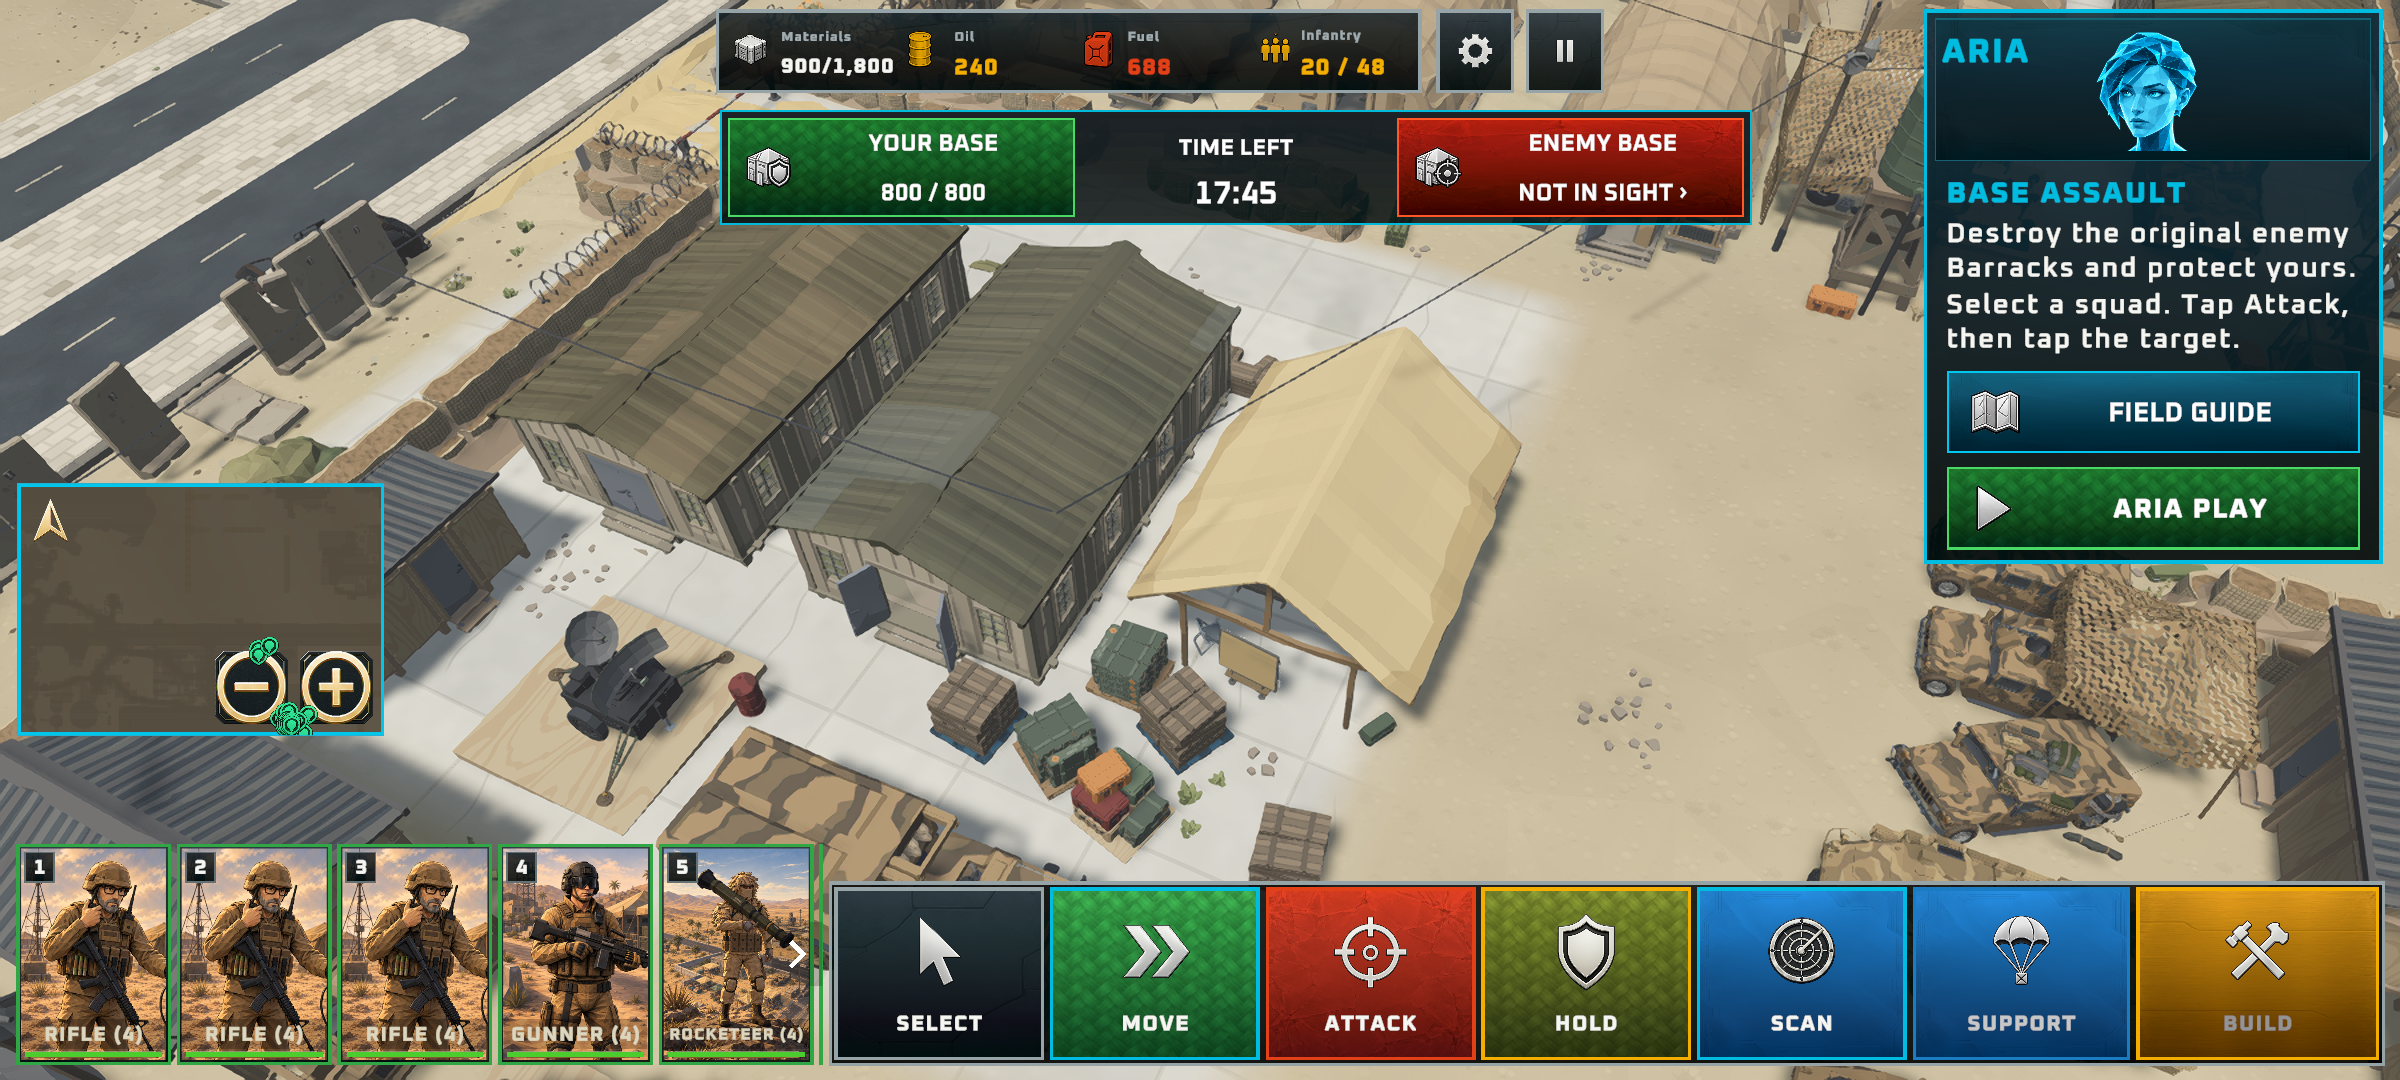 Materials
900/1,800
Oil
240
Fuel
688
Infantry
20 / 48
YOUR BASE
800 / 800
TIME LEFT
17:45
ENEMY BASE
NOT IN SIGHT ›
ARIA
BASE ASSAULT
Destroy the original enemy
Barracks and protect yours.
Select a squad. Tap Attack,
then tap the target.
FIELD GUIDE
ARIA PLAY
1
RIFLE (4)
2
RIFLE (4)
3
RIFLE (4)
4
GUNNER (4)
5
ROCKETEER (4)
SELECT
MOVE
ATTACK
HOLD
SCAN
SUPPORT
BUILD